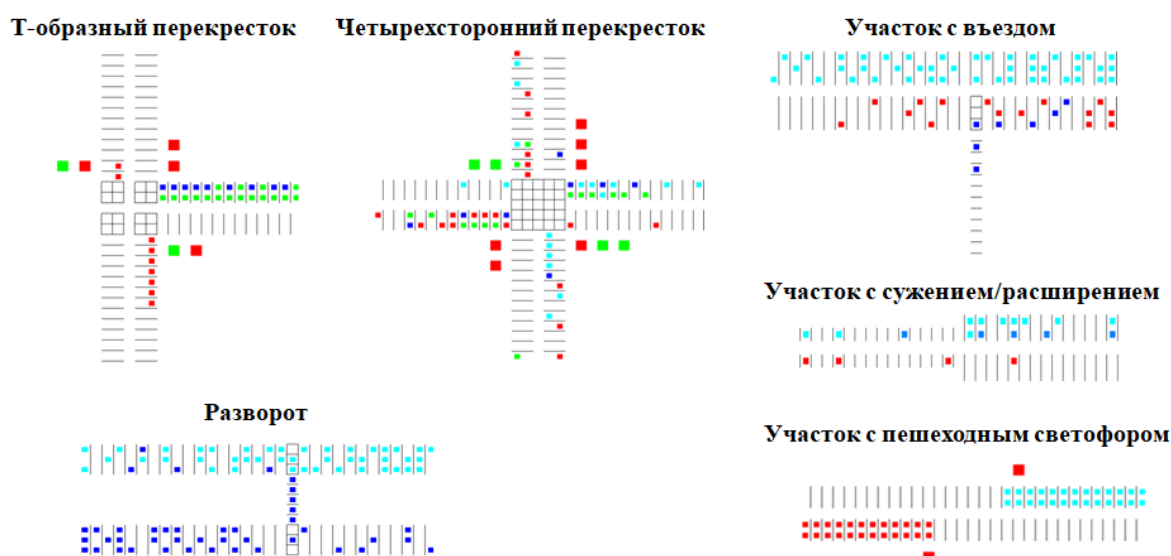 Т-образный перекресток
Четырехсторонний перекресток
Участок с въездом
Участок с сужением/расширением
Разворот
Участок с пешеходным светофором